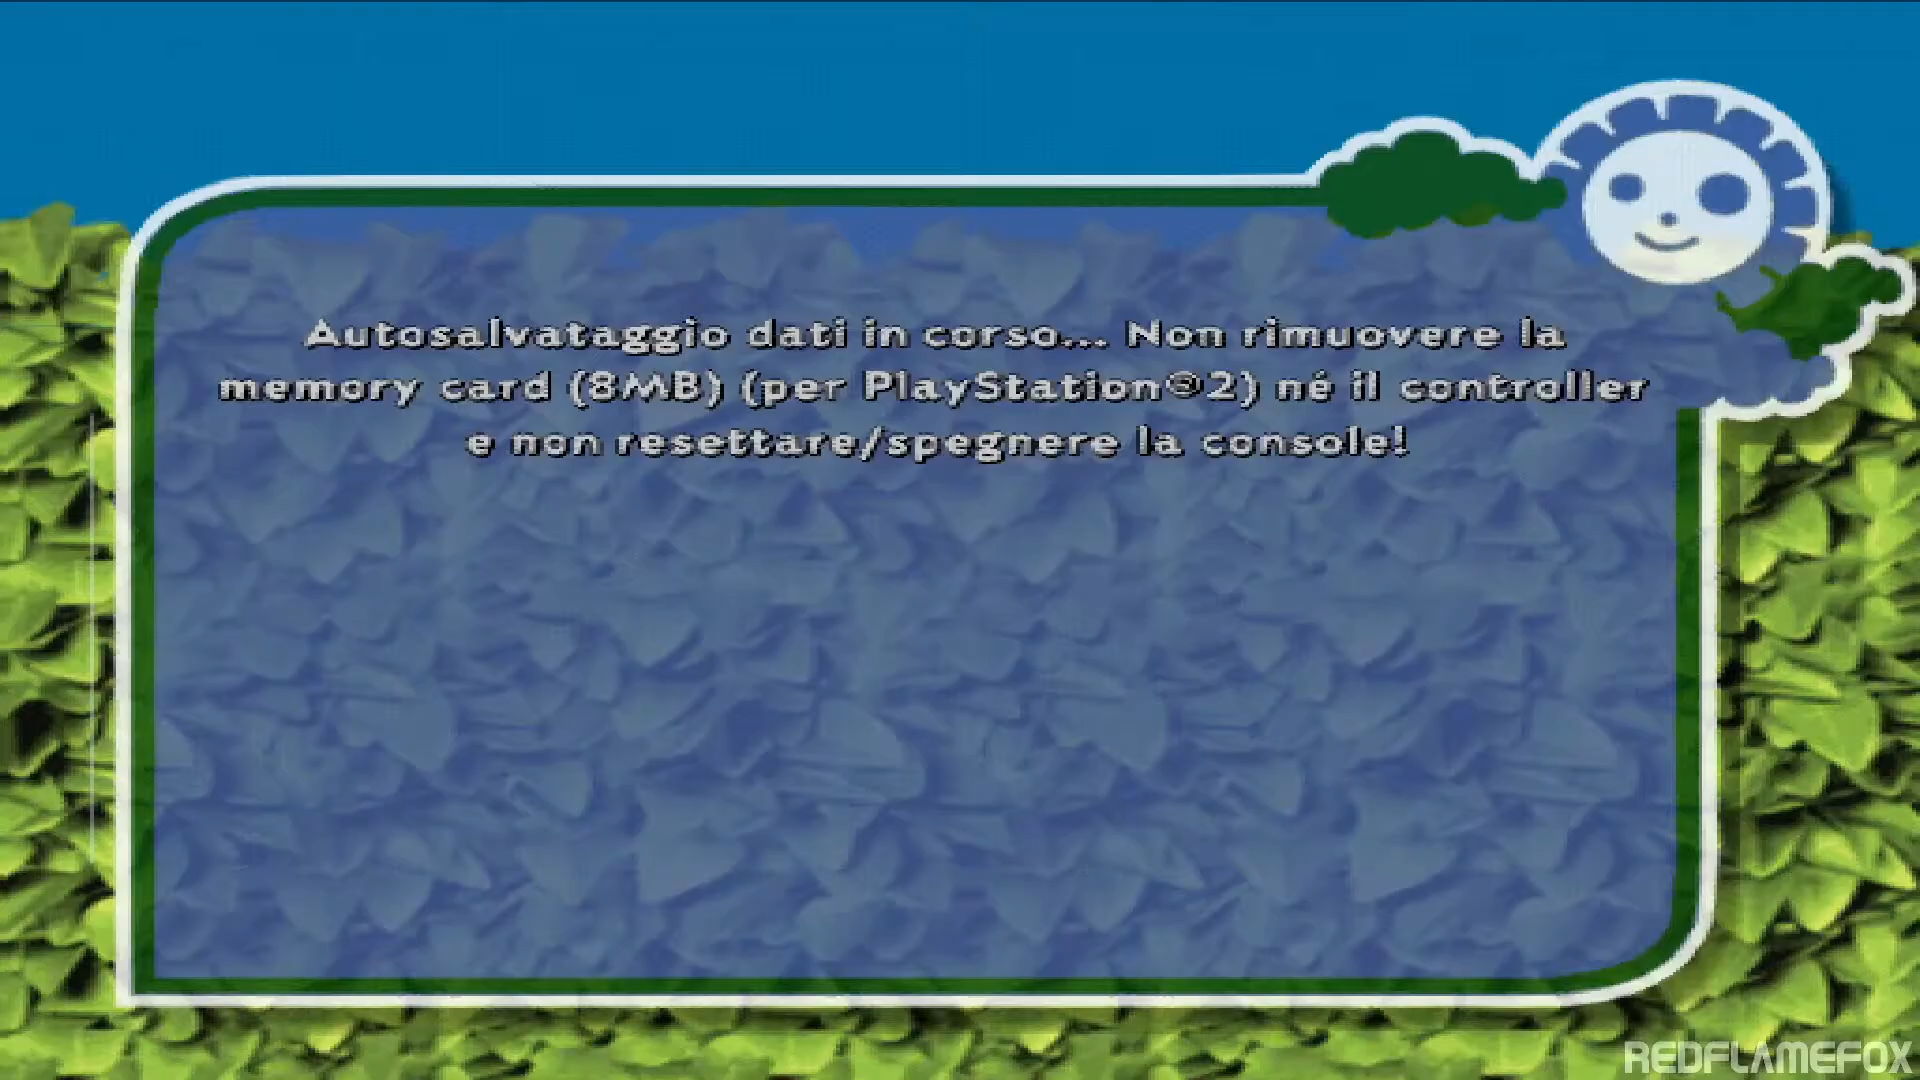 Autosalvataggio dati in corso... Non rimuovere la
memory card (8MB) (per PlayStation®2) né il controller
e non resettare/spegnere la console!
REDFLAMEFOX